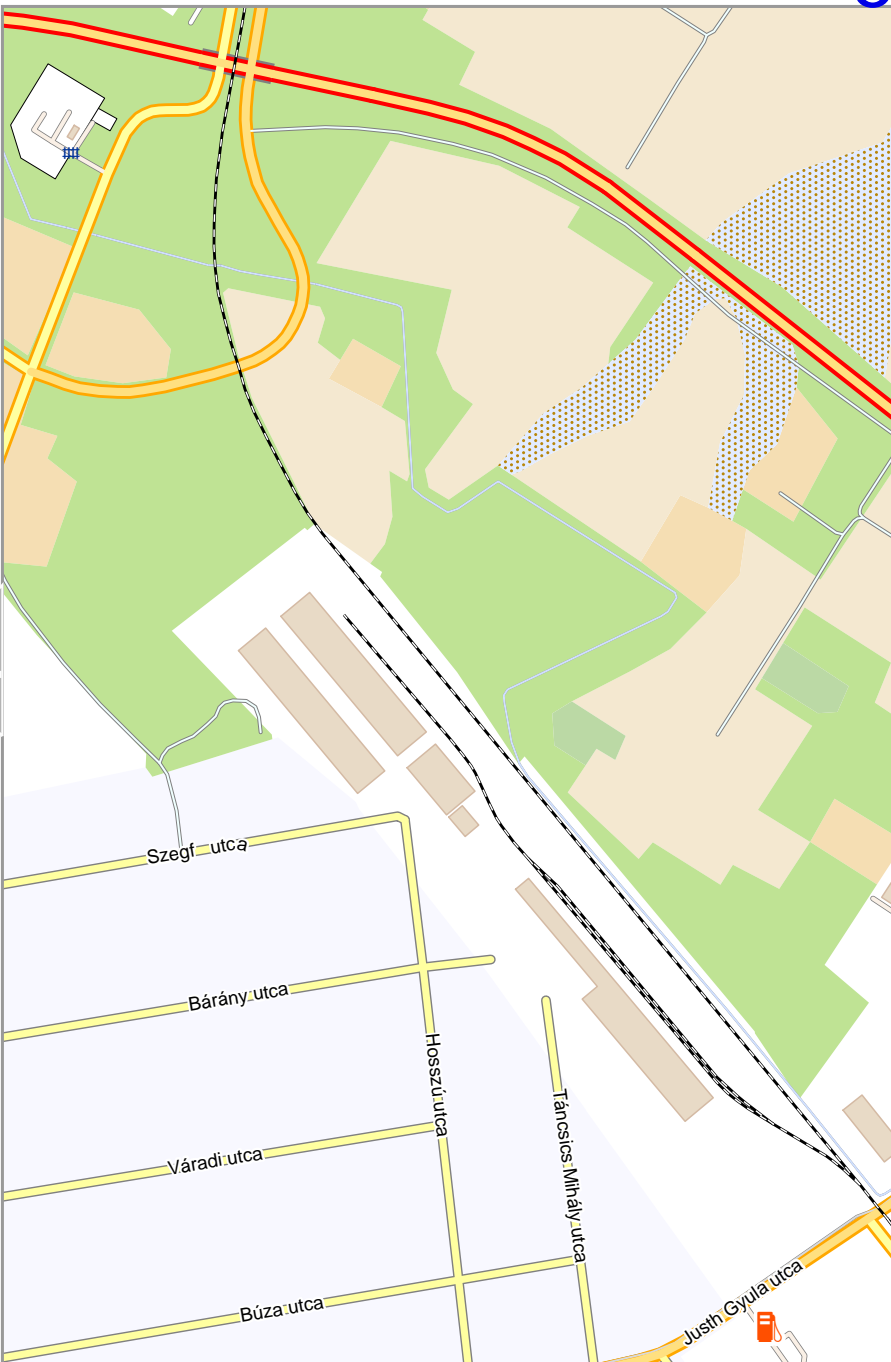 Szegf utca
Bárány utca
Hosszú utca
Táncsics Mihály utca
Váradi utca
Búza utca
Justh Gyula utca